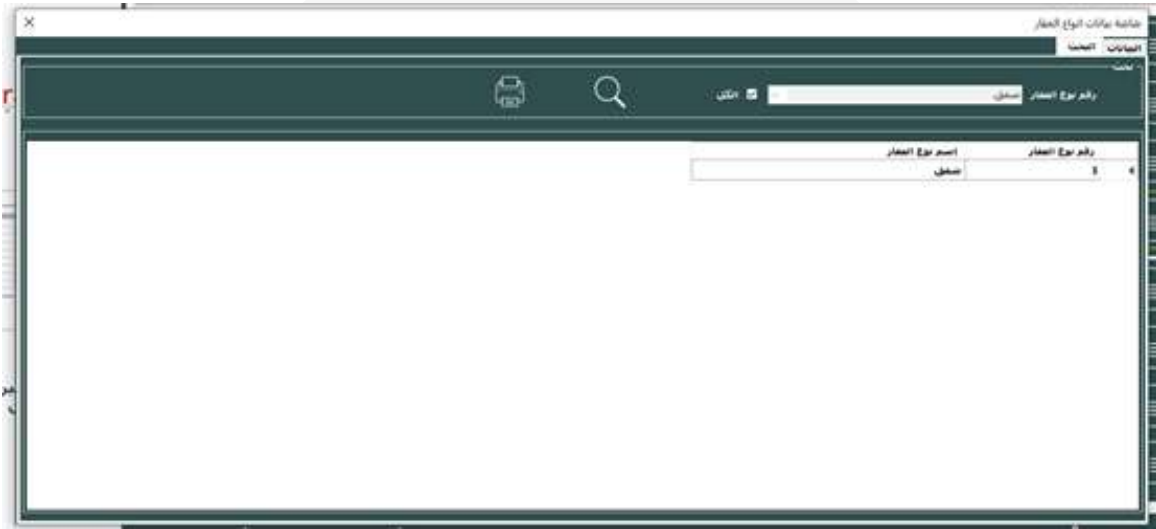 شاشة بيانات انواع العقار
البيانات البحث
بحث
رقم نوع العقار شقق الكل
رقم نوع العقار اسم نوع العقار
شقق